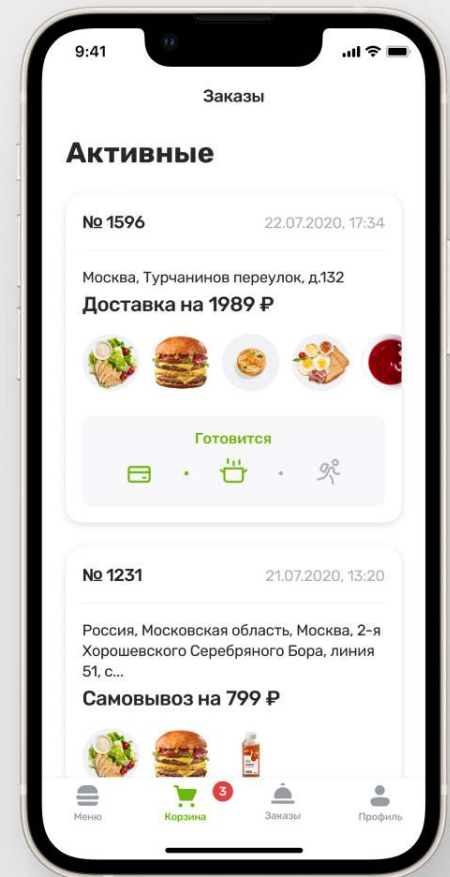 9:41
Заказы
Активные
№ 1596
22.07.2020, 17:34
Москва, Турчанинов переулок, д.132
Доставка на 1989 ₽
Готовится
№ 1231
21.07.2020, 13:20
Россия, Московская область, Москва, 2-я
Хорошевского Серебряного Бора, линия
51, с...
Самовывоз на 799 ₽
3
Меню
Корзина
Заказы
Профиль